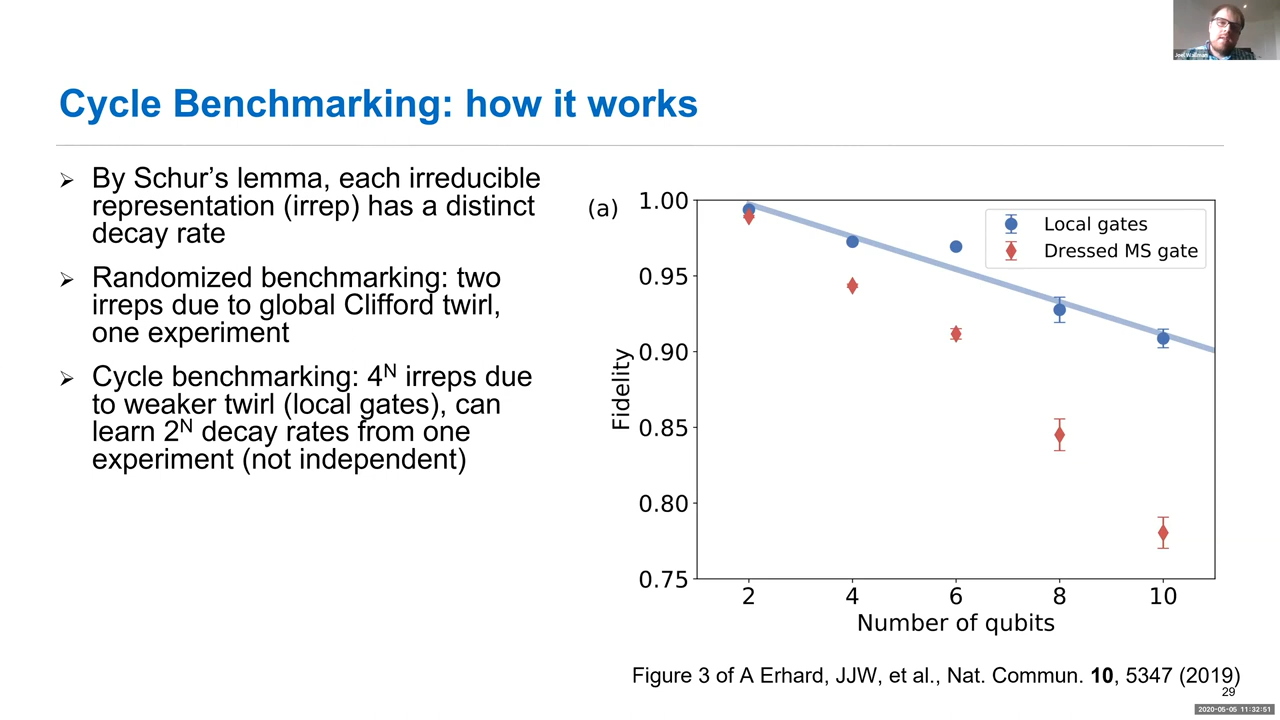 Joel Wallman
Cycle Benchmarking: how it works
➢ By Schur’s lemma, each irreducible
representation (irrep) has a distinct
decay rate
➢ Randomized benchmarking: two
irreps due to global Clifford twirl,
one experiment
➢ Cycle benchmarking: 4ᴺ irreps due
to weaker twirl (local gates), can
learn 2ᴺ decay rates from one
experiment (not independent)
(a)
Fidelity
1.00
0.95
0.90
0.85
0.80
0.75
Local gates
Dressed MS gate
2 4 6 8 10
Number of qubits
Figure 3 of A Erhard, JJW, et al., Nat. Commun. 10, 5347 (2019)
29
2020-05-05 11:32:51